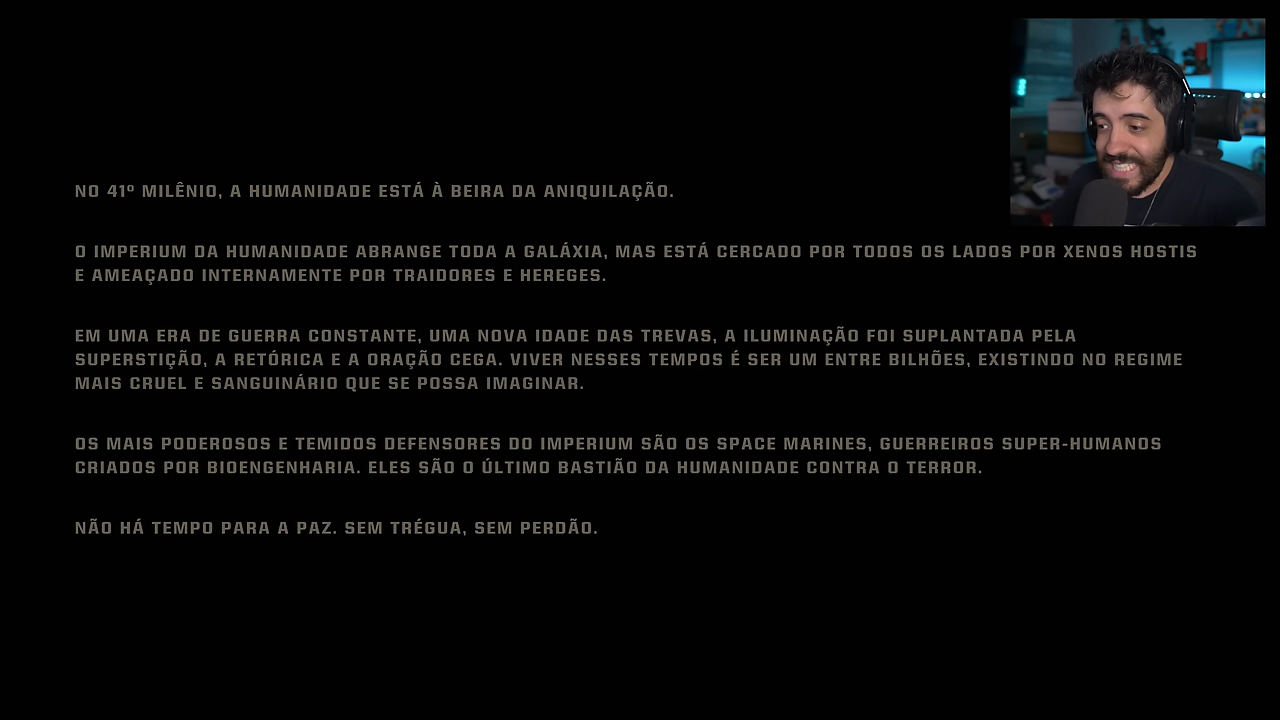 NO 41º MILÊNIO, A HUMANIDADE ESTÁ À BEIRA DA ANIQUILAÇÃO.
O IMPERIUM DA HUMANIDADE ABRANGE TODA A GALÁXIA, MAS ESTÁ CERCADO POR TODOS OS LADOS POR XENOS HOSTIS
E AMEAÇADO INTERNAMENTE POR TRAIDORES E HEREGES.
EM UMA ERA DE GUERRA CONSTANTE, UMA NOVA IDADE DAS TREVAS, A ILUMINAÇÃO FOI SUPLANTADA PELA
SUPERSTIÇÃO, A RETÓRICA E A ORAÇÃO CEGA. VIVER NESSES TEMPOS É SER UM ENTRE BILHÕES, EXISTINDO NO REGIME
MAIS CRUEL E SANGUINÁRIO QUE SE POSSA IMAGINAR.
OS MAIS PODEROSOS E TEMIDOS DEFENSORES DO IMPERIUM SÃO OS SPACE MARINES, GUERREIROS SUPER-HUMANOS
CRIADOS POR BIOENGENHARIA. ELES SÃO O ÚLTIMO BASTIÃO DA HUMANIDADE CONTRA O TERROR.
NÃO HÁ TEMPO PARA A PAZ. SEM TRÉGUA, SEM PERDÃO.